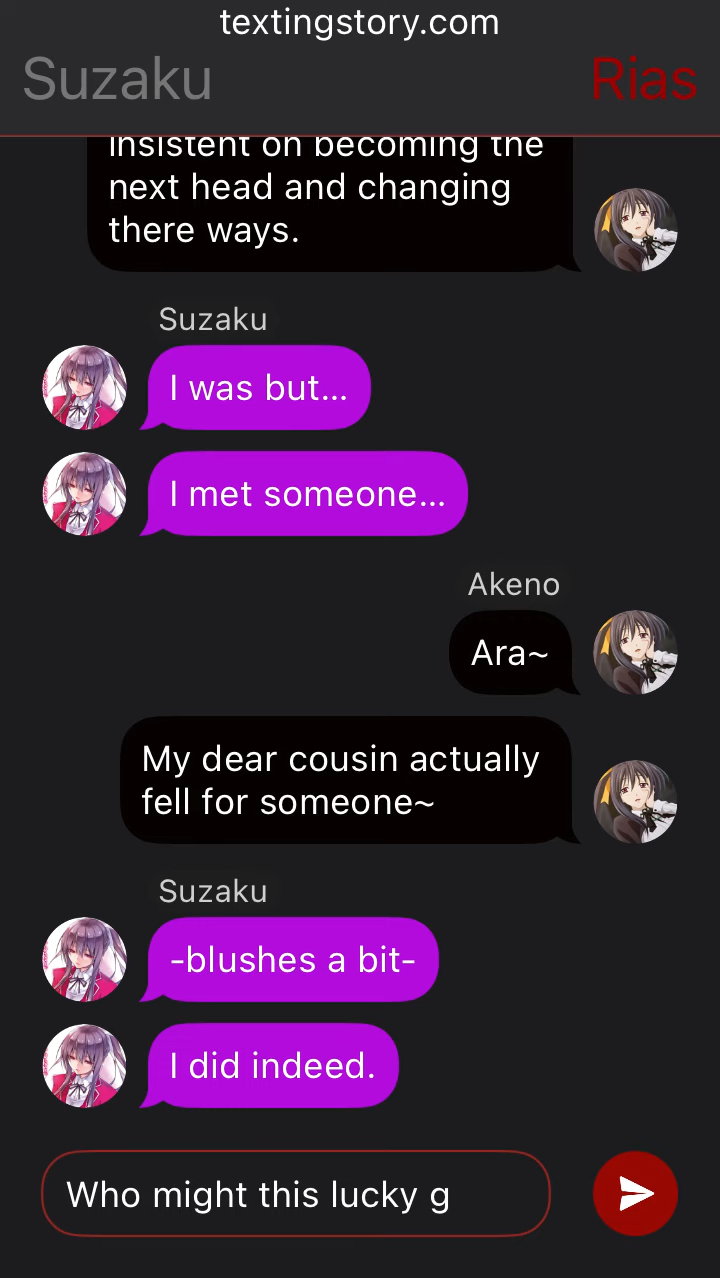 textingstory.com
Suzaku
Rias
insistent on becoming the
next head and changing
there ways.
Suzaku
I was but...
I met someone...
Akeno
Ara~
My dear cousin actually
fell for someone~
Suzaku
-blushes a bit-
I did indeed.
Who might this lucky g